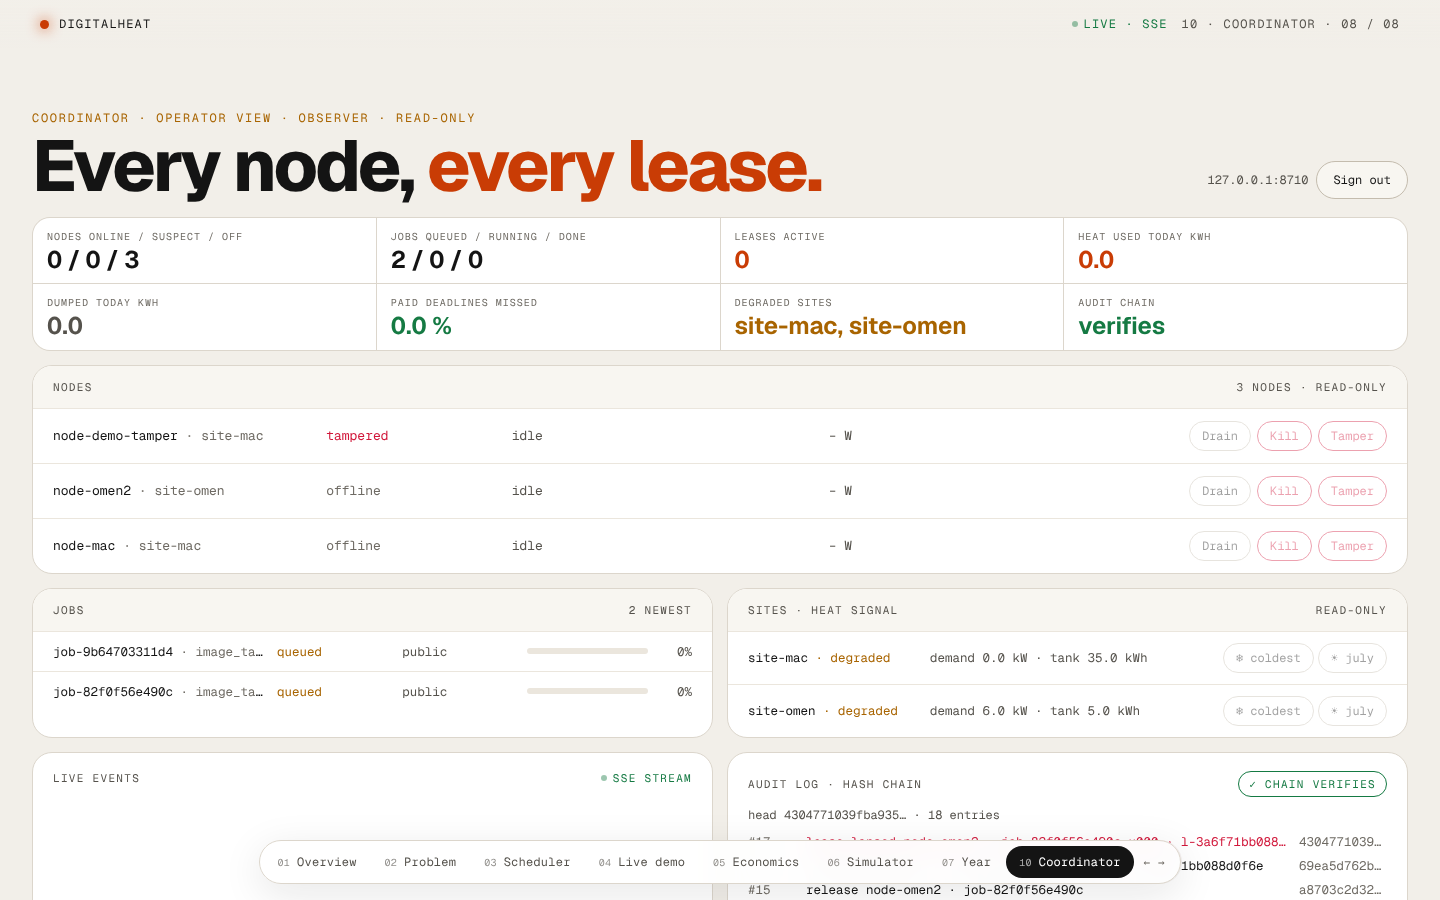 DIGITALHEAT
LIVE · SSE 10 · COORDINATOR · 08 / 08
COORDINATOR · OPERATOR VIEW · OBSERVER · READ-ONLY
Every node, every lease.
127.0.0.1:8710 Sign out
NODES ONLINE / SUSPECT / OFF
0 / 0 / 3
JOBS QUEUED / RUNNING / DONE
2 / 0 / 0
LEASES ACTIVE
0
HEAT USED TODAY KWH
0.0
DUMPED TODAY KWH
0.0
PAID DEADLINES MISSED
0.0 %
DEGRADED SITES
site-mac, site-omen
AUDIT CHAIN
verifies
NODES 3 NODES · READ-ONLY
node-demo-tamper · site-mac tampered idle – W Drain Kill Tamper
node-omen2 · site-omen offline idle – W Drain Kill Tamper
node-mac · site-mac offline idle – W Drain Kill Tamper
JOBS 2 NEWEST
job-9b64703311d4 · image_ta… queued public 0%
job-82f0f56e490c · image_ta… queued public 0%
SITES · HEAT SIGNAL READ-ONLY
site-mac · degraded demand 0.0 kW · tank 35.0 kWh ❄ coldest ☀ july
site-omen · degraded demand 6.0 kW · tank 5.0 kWh ❄ coldest ☀ july
LIVE EVENTS SSE STREAM
AUDIT LOG · HASH CHAIN ✓ CHAIN VERIFIES
head 4304771039fba935… · 18 entries
l-3a6f71bb088… 4304771039…
1bb088d0f6e 69ea5d762b…
#15 release node-omen2 · job-82f0f56e490c a8703c2d32…
01 Overview 02 Problem 03 Scheduler 04 Live demo 05 Economics 06 Simulator 07 Year 10 Coordinator ← →